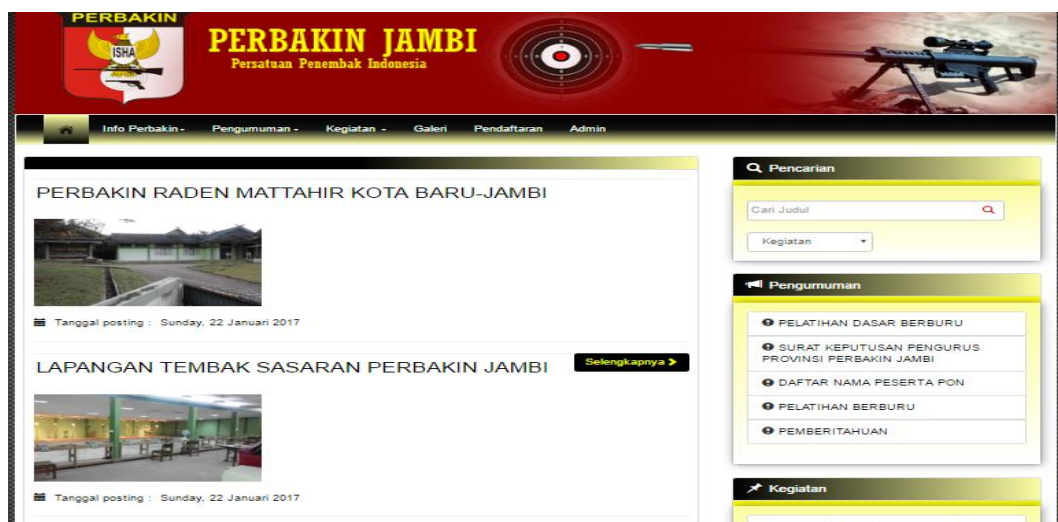 PERBAKIN
ISHA
PERBAKIN JAMBI
Persatuan Penembak Indonesia
Info Perbakin
Pengumuman
Kegiatan
Galeri
Pendaftaran
Admin
PERBAKIN RADEN MATTAHIR KOTA BARU-JAMBI
Tanggal posting : Sunday, 22 Januari 2017
Selengkapnya
LAPANGAN TEMBAK SASARAN PERBAKIN JAMBI
Tanggal posting : Sunday, 22 Januari 2017
Pencarian
Cari Judul
Kegiatan
Pengumuman
PELATIHAN DASAR BERBURU
SURAT KEPUTUSAN PENGURUS
PROVINSI PERBAKIN JAMBI
DAFTAR NAMA PESERTA PON
PELATIHAN BERBURU
PEMBERITAHUAN
Kegiatan